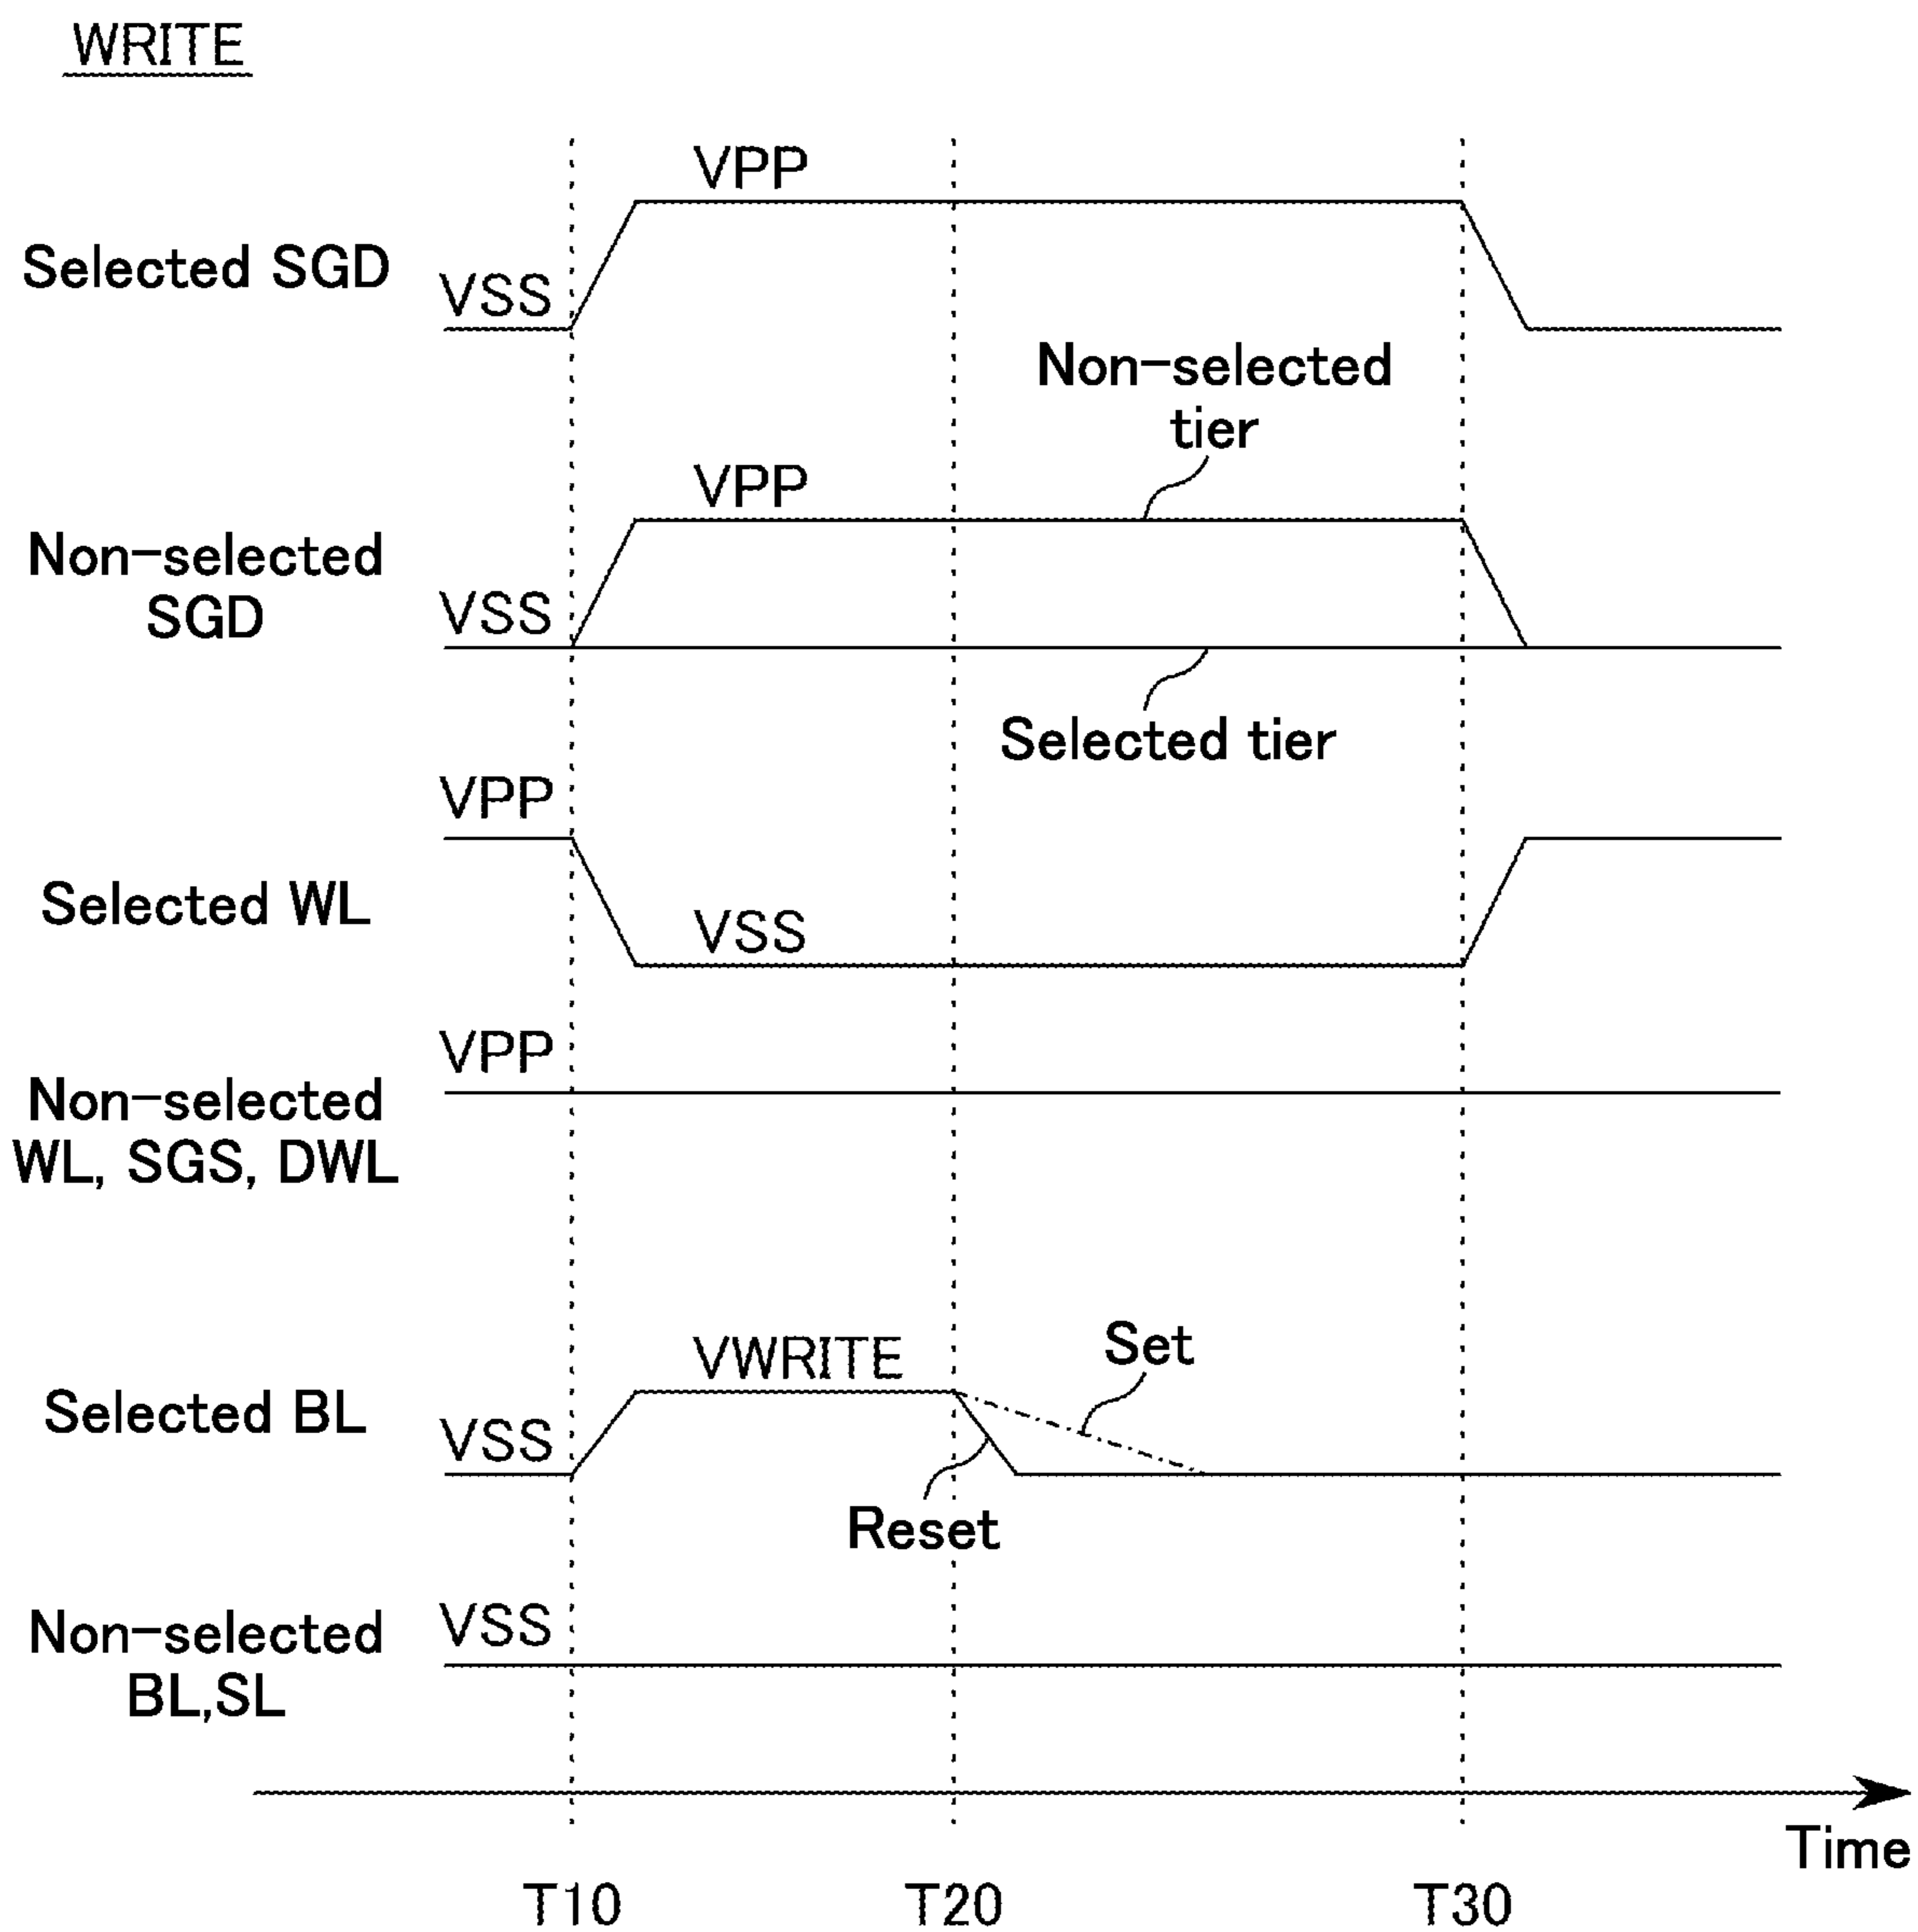 WRITE
VPP
Selected SGD
VSS
Non-selected
tier
VPP
Non-selected
SGD
VSS
Selected tier
VPP
Selected WL
VSS
VPP
Non-selected
WL, SGS, DWL
VWRITE
Set
Selected BL
VSS
Reset
VSS
Non-selected
BL,SL
Time
T10
T20
T30